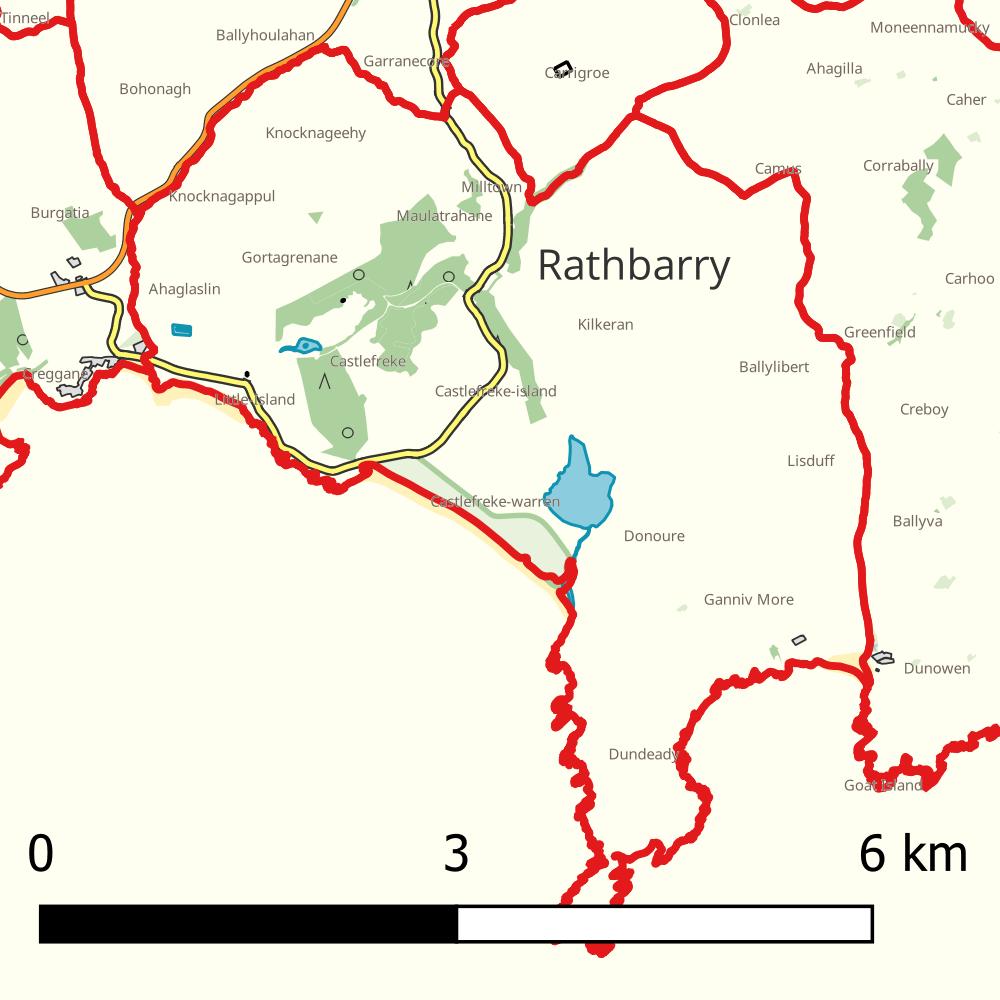 Tinneel
Clonlea
Moneennamucky
Ballyhoulahan
Garranecore
Carrigroe
Ahagilla
Bohonagh
Caher
Knocknageehy
Corrabally
Camus
Milltown
Knocknagappul
Burgatia
Maulatrahane
Gortagrenane
Rathbarry
Carhoo
Ahaglaslin
Kilkeran
Greenfield
Castlefreke
Ballylibert
Creggane
Castlefreke-island
Little Island
Creboy
Lisduff
Castlefreke-warren
Ballyva
Donoure
Ganniv More
Dunowen
Dundeady
Goat Island
0 3 6 km